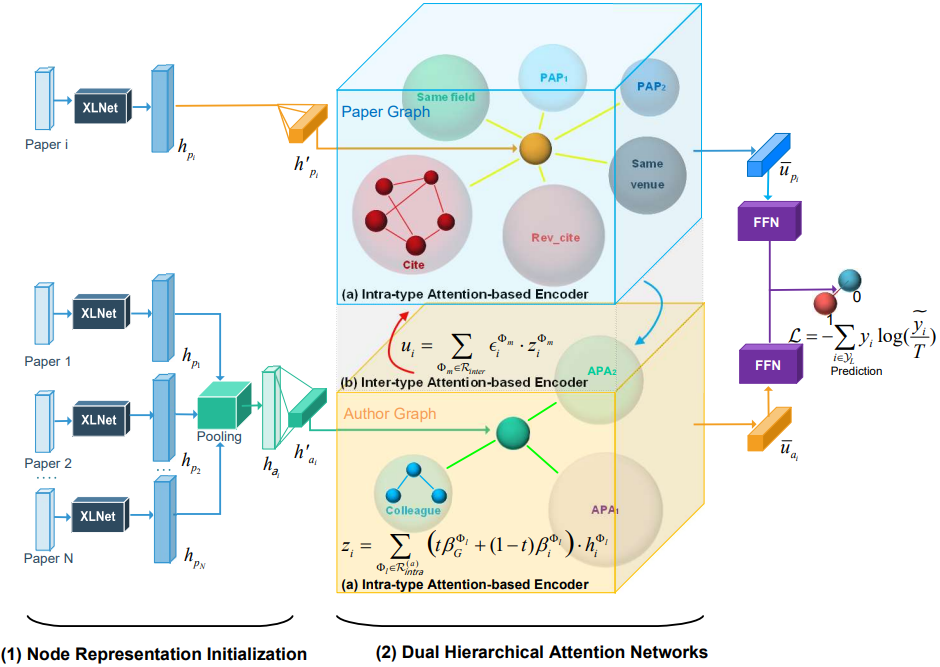 Paper i
XLNet
$h_{p_i}$
$h'_{p_i}$
Same field
PAP₁
PAP₂
Paper Graph
Same
venue
Rev_cite
Cite
(a) Intra-type Attention-based Encoder
$\overline{u}_{p_i}$
FFN
Paper 1
XLNet
$h_{p_1}$
Paper 2
XLNet
$h_{p_2}$
....
...
Paper N
XLNet
$h_{p_N}$
Pooling
$h_{a_i}$
$h'_{a_i}$
$u_i = \sum_{\Phi_m \in \mathcal{R}_{inter}} \epsilon_i^{\Phi_m} \cdot z_i^{\Phi_m}$
(b) Inter-type Attention-based Encoder
APA₂
Author Graph
Colleague
APA₁
$z_i = \sum_{\Phi_l \in \mathcal{R}_{intra}^{(a)}} \left( t\beta_G^{\Phi_l} + (1-t)\beta_i^{\Phi_l} \right) \cdot h_i^{\Phi_l}$
(a) Intra-type Attention-based Encoder
0
1
$\mathcal{L} = -\sum_{i \in \mathcal{Y}_L} y_i \log(\frac{\widetilde{y_i}}{T})$
Prediction
FFN
$\overline{u}_{a_i}$
(1) Node Representation Initialization
(2) Dual Hierarchical Attention Networks